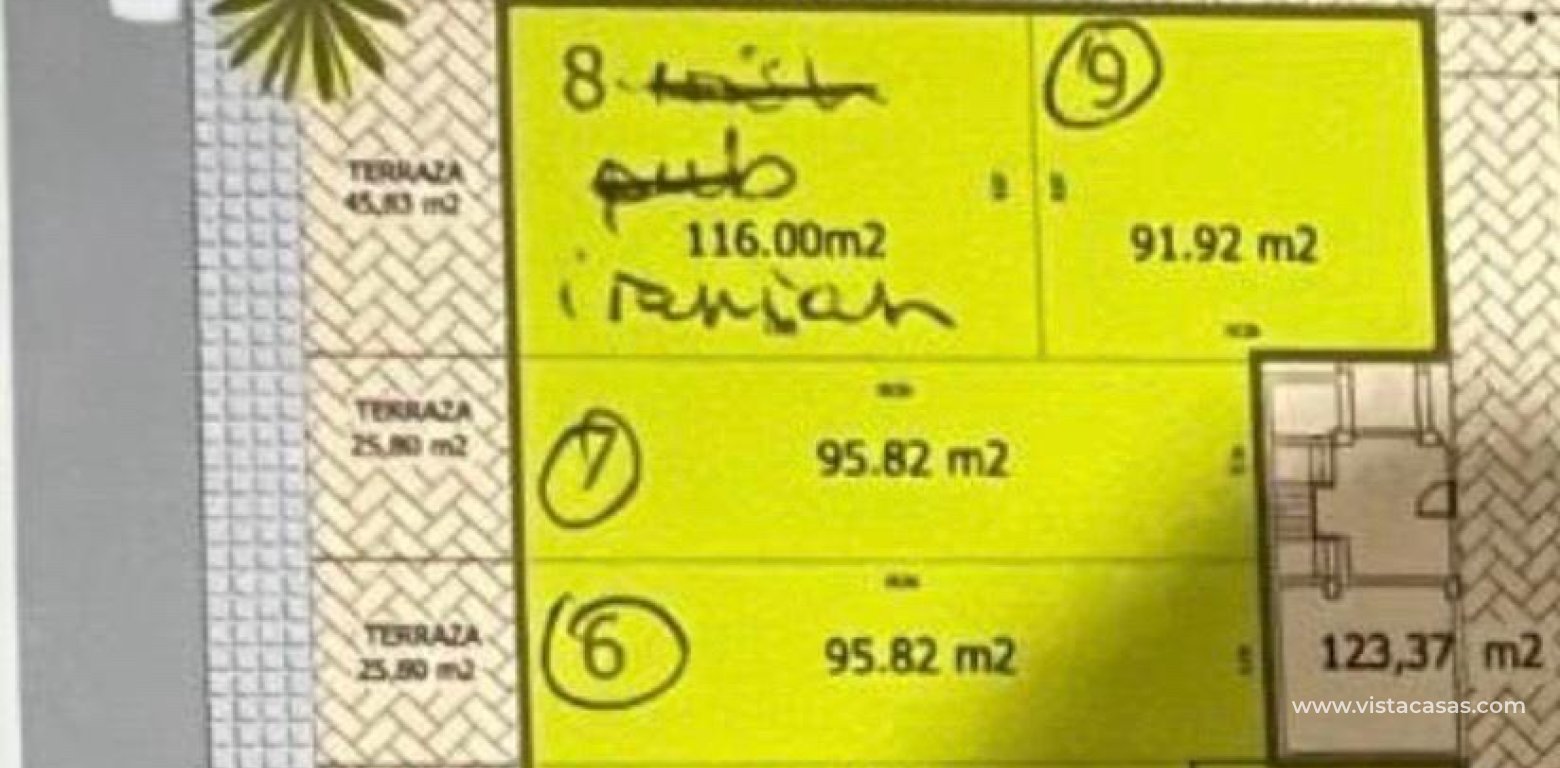 8
9
pub
TERRAZA
45,83 m2
116.00m2
91.92 m2
iranian
TERRAZA
25,80 m2
7
95.82 m2
TERRAZA
25,80 m2
6
95.82 m2
123,37 m2
www.vistacasas.com